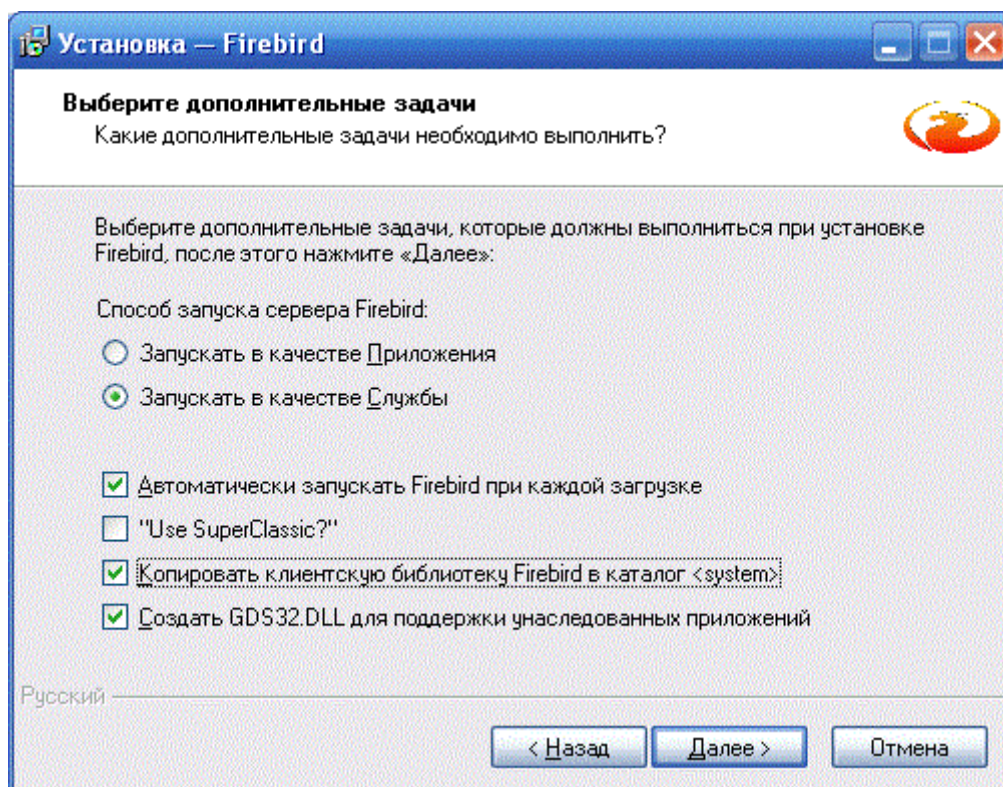 Установка — Firebird
Выберите дополнительные задачи
Какие дополнительные задачи необходимо выполнить?
Выберите дополнительные задачи, которые должны выполниться при установке
Firebird, после этого нажмите «Далее»:
Способ запуска сервера Firebird:
Запускать в качестве Приложения
Запускать в качестве Службы
Автоматически запускать Firebird при каждой загрузке
"Use SuperClassic?"
Копировать клиентскую библиотеку Firebird в каталог <system>
Создать GDS32.DLL для поддержки унаследованных приложений
Русский
< Назад Далее > Отмена